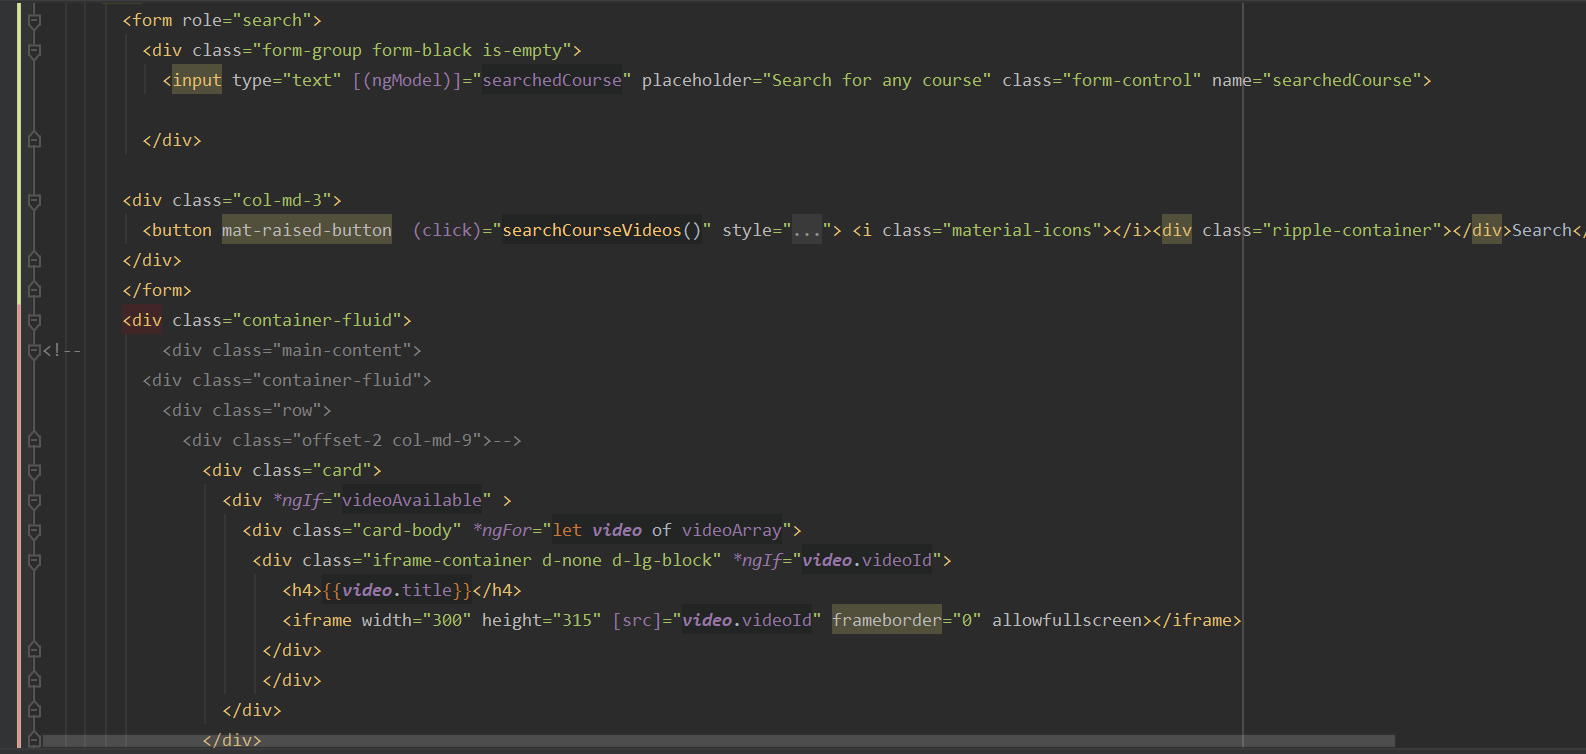 <form role="search">
<div class="form-group form-black is-empty">
<input type="text" [(ngModel)]="searchedCourse" placeholder="Search for any course" class="form-control" name="searchedCourse">
</div>
<div class="col-md-3">
<button mat-raised-button  (click)="searchCourseVideos()" style="..."> <i class="material-icons"></i><div class="ripple-container"></div>Search</
</div>
</form>
<div class="container-fluid">
<!--        <div class="main-content">
<div class="container-fluid">
<div class="row">
<div class="offset-2 col-md-9">-->
<div class="card">
<div *ngIf="videoAvailable" >
<div class="card-body" *ngFor="let video of videoArray">
<div class="iframe-container d-none d-lg-block" *ngIf="video.videoId">
<h4>{{video.title}}</h4>
<iframe width="300" height="315" [src]="video.videoId" frameborder="0" allowfullscreen></iframe>
</div>
</div>
</div>
</div>